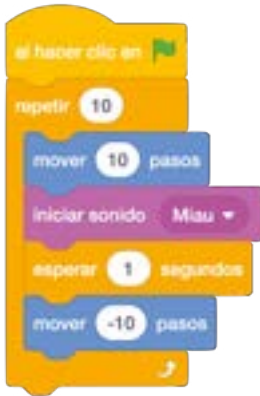 al hacer clic en
repetir 10
mover 10 pasos
iniciar sonido Miau
esperar 1 segundos
mover -10 pasos